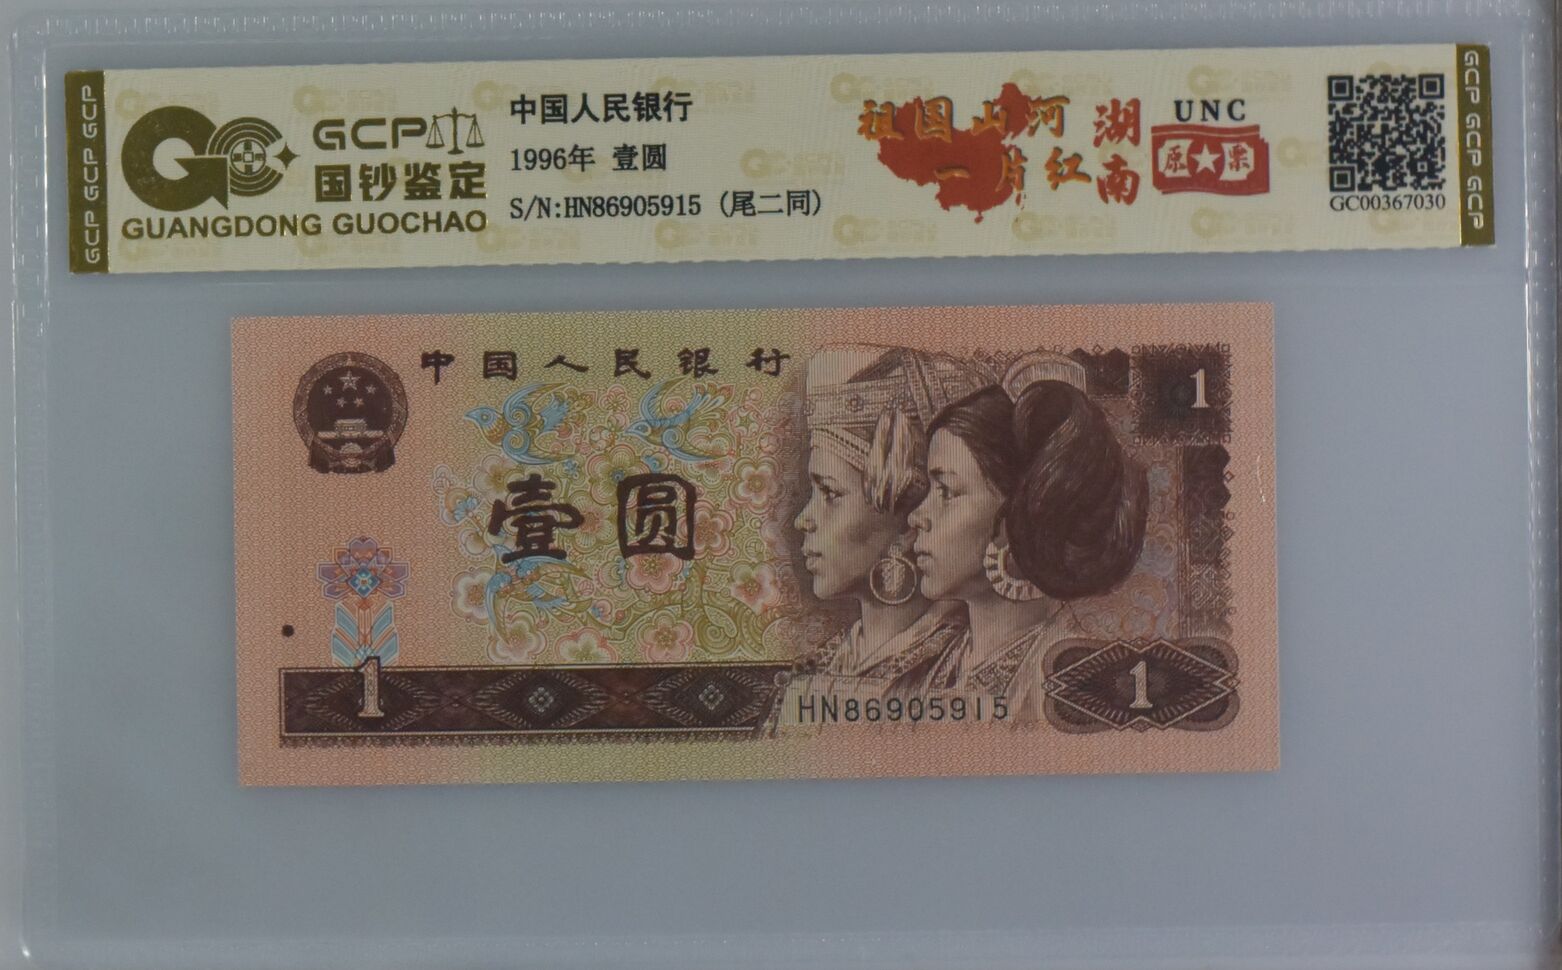 GCP GCP GCP
GCP
国钞鉴定
GUANGDONG GUOCHAO
中国人民银行
1996年 壹圆
S/N:HN86905915 (尾二同)
祖国山河
一片红
湖南
UNC
原票
GC00367030
GCP GCP GCP
中国人民银行
1
壹圆
1
HN86905915
1